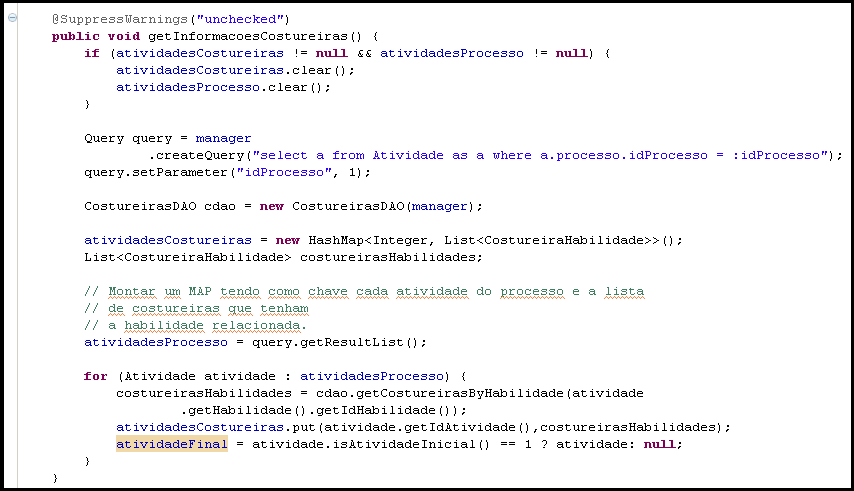 @SuppressWarnings("unchecked")
public void getInformacoesCostureiras() {
if (atividadesCostureiras != null && atividadesProcesso != null) {
atividadesCostureiras.clear();
atividadesProcesso.clear();
}
Query query = manager
.createQuery("select a from Atividade as a where a.processo.idProcesso = :idProcesso");
query.setParameter("idProcesso", 1);
CostureirasDAO cdao = new CostureirasDAO(manager);
atividadesCostureiras = new HashMap<Integer, List<CostureiraHabilidade>>();
List<CostureiraHabilidade> costureirasHabilidades;
// Montar um MAP tendo como chave cada atividade do processo e a lista
// de costureiras que tenham
// a habilidade relacionada.
atividadesProcesso = query.getResultList();
for (Atividade atividade : atividadesProcesso) {
costureirasHabilidades = cdao.getCostureirasByHabilidade(atividade
.getHabilidade().getIdHabilidade());
atividadesCostureiras.put(atividade.getIdAtividade(),costureirasHabilidades);
atividadeFinal = atividade.isAtividadeInicial() == 1 ? atividade: null;
}
}